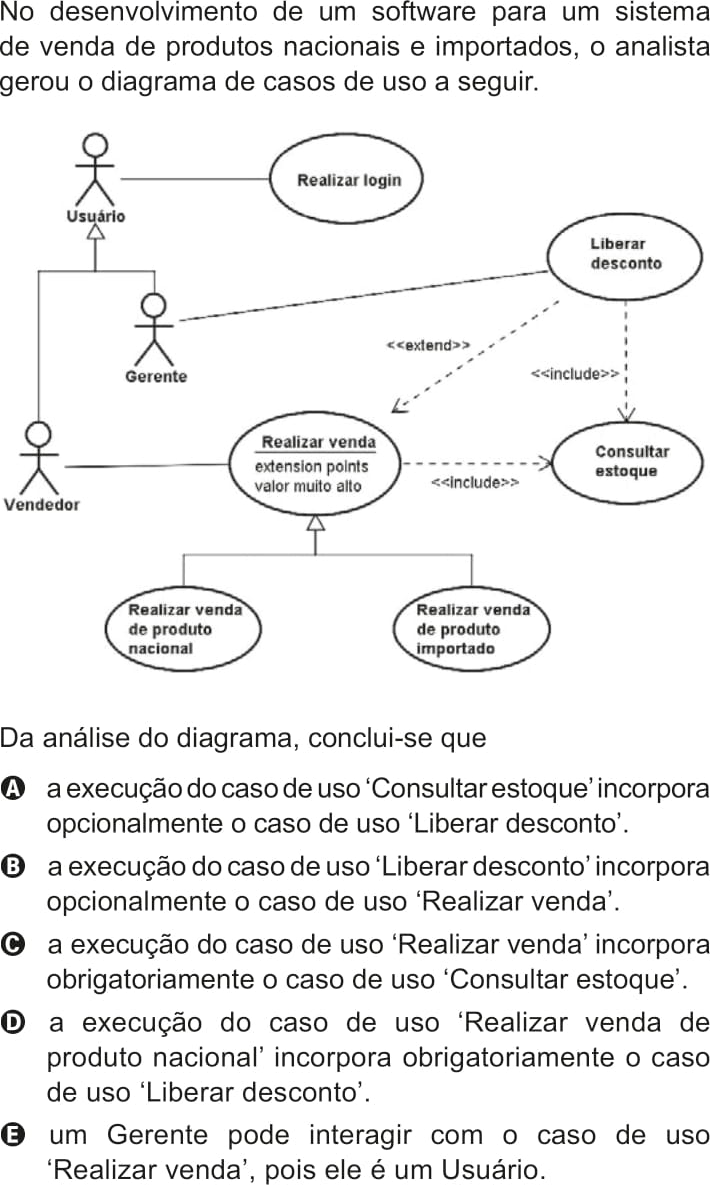 No desenvolvimento de um software para um sistema
de venda de produtos nacionais e importados, o analista
gerou o diagrama de casos de uso a seguir.
Usuário
Realizar login
Liberar
desconto
Gerente
<<extend>>
<<include>>
Vendedor
Realizar venda
extension points
valor muito alto
<<include>>
Consultar
estoque
Realizar venda
de produto
nacional
Realizar venda
de produto
importado
Da análise do diagrama, conclui-se que
A a execução do caso de uso ‘Consultar estoque’ incorpora
opcionalmente o caso de uso ‘Liberar desconto’.
B a execução do caso de uso ‘Liberar desconto’ incorpora
opcionalmente o caso de uso ‘Realizar venda’.
C a execução do caso de uso ‘Realizar venda’ incorpora
obrigatoriamente o caso de uso ‘Consultar estoque’.
D a execução do caso de uso ‘Realizar venda de
produto nacional’ incorpora obrigatoriamente o caso
de uso ‘Liberar desconto’.
E um Gerente pode interagir com o caso de uso
‘Realizar venda’, pois ele é um Usuário.